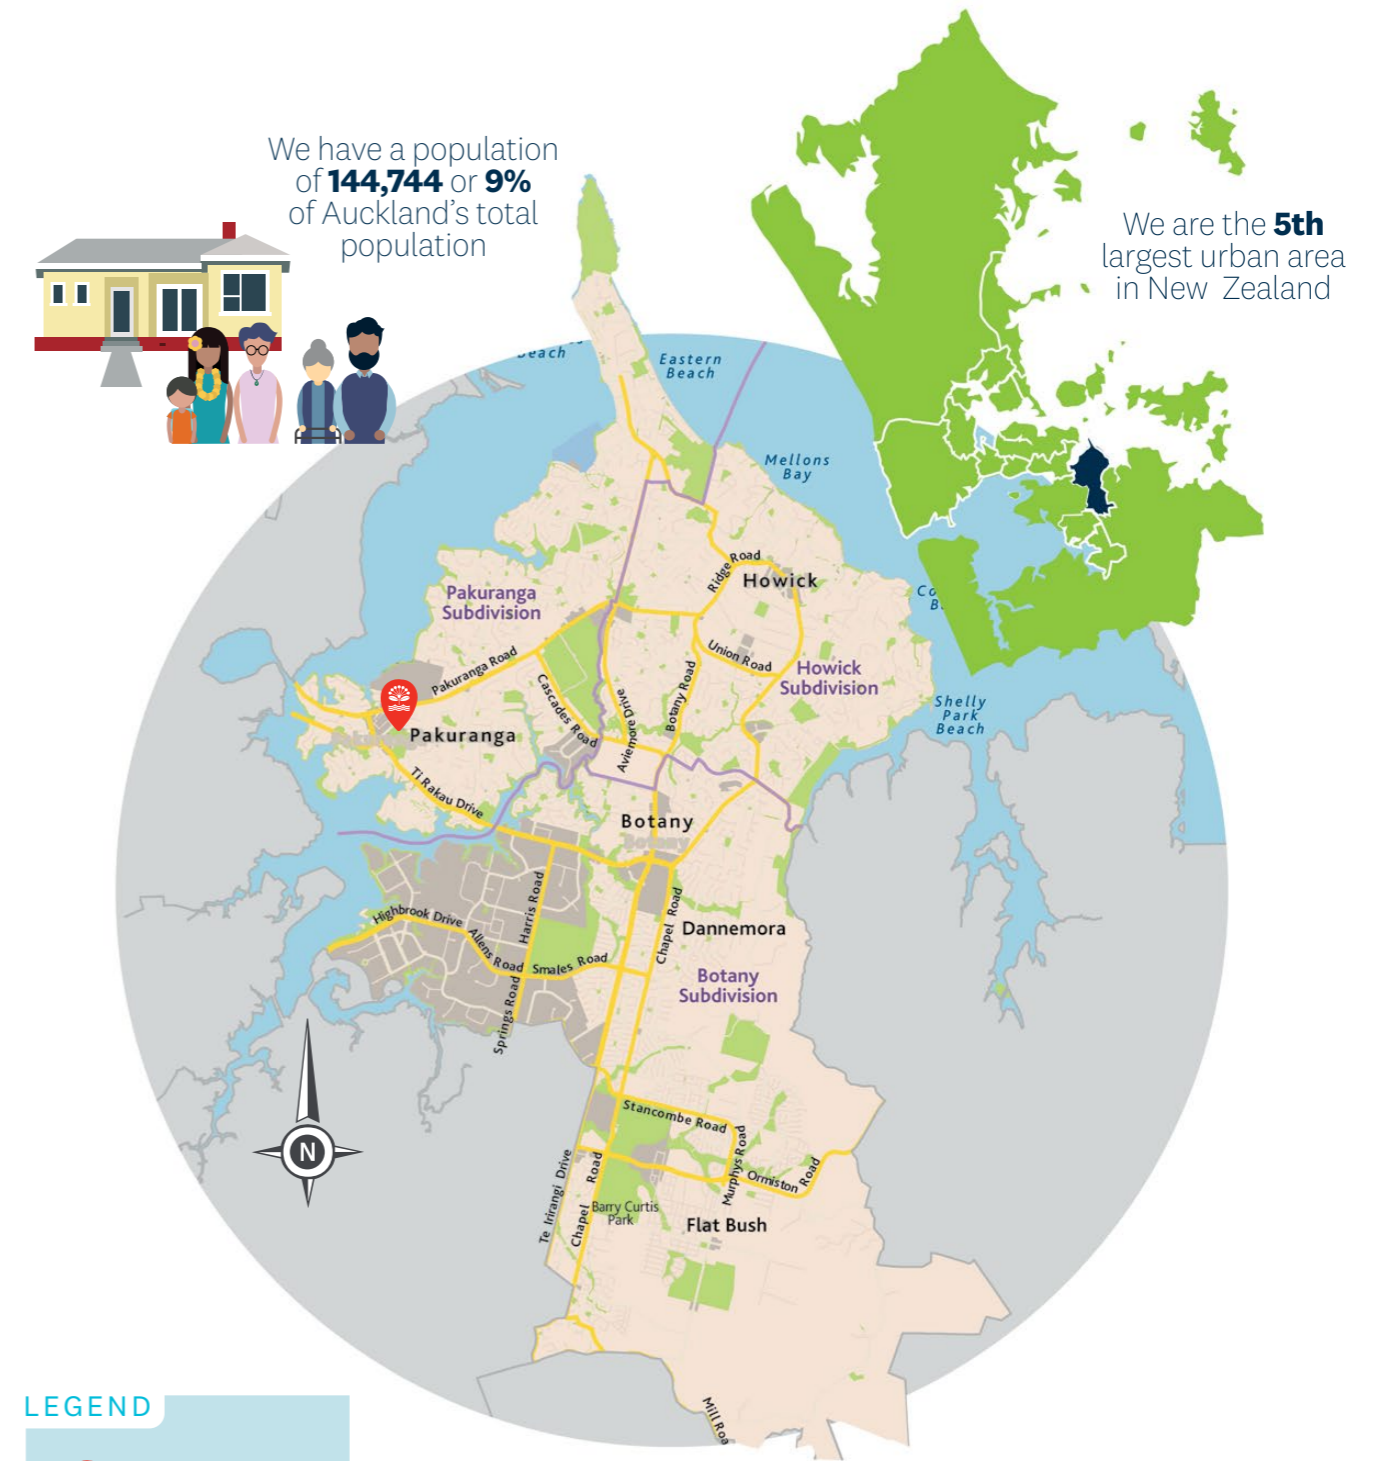 We have a population
of 144,744 or 9%
of Auckland's total
population
We are the 5th
largest urban area
in New Zealand
Beach
Eastern
Beach
Mellons
Bay
Ridge Road
Howick
Pakuranga
Subdivision
Pakuranga Road
Union Road
Howick
Subdivision
Cascades Road
Aviemore Drive
Botany Road
Shelly
Park
Beach
Pakuranga
Ti Rakau Drive
Botany
Botany
Harris Road
Highbrook Drive
Allens Road
Smales Road
Chapel Road
Dannemora
Botany
Subdivision
Springs Road
N
Stancombe Road
Murphys Road
Ormiston Road
Te Irirangi Drive
Chapel Road
Barry Curtis
Park
Flat Bush
LEGEND
Mill Roa